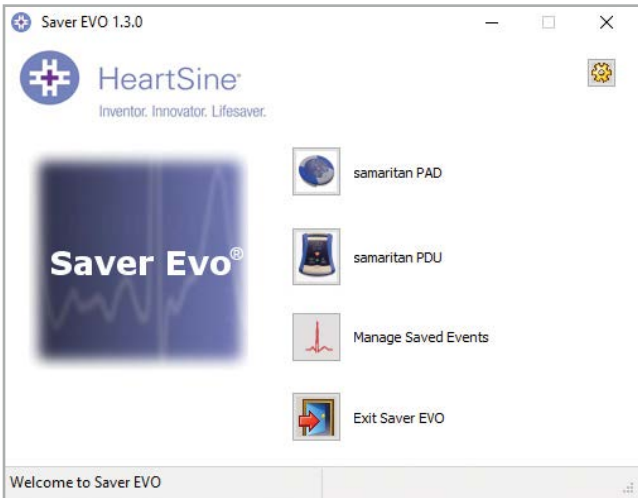 Saver EVO 1.3.0
HeartSine®
Inventor. Innovator. Lifesaver.
samaritan PAD
Saver Evo®
samaritan PDU
Manage Saved Events
Exit Saver EVO
Welcome to Saver EVO